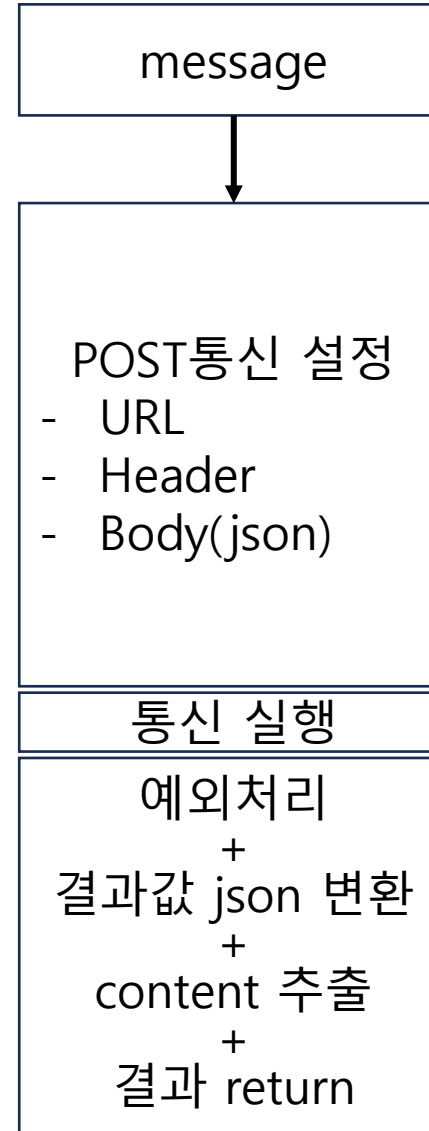 message
POST통신 설정
- URL
- Header
- Body(json)
통신 실행
예외처리
+
결과값 json 변환
+
content 추출
+
결과 return